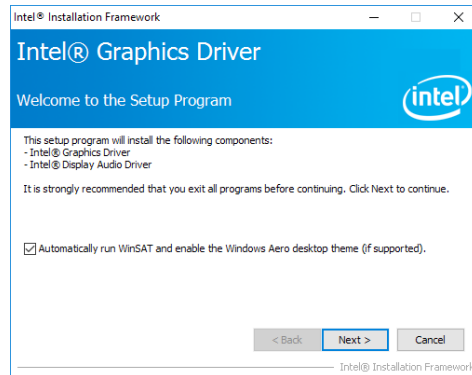 Intel® Installation Framework
Intel® Graphics Driver
Welcome to the Setup Program
intel
This setup program will install the following components:
- Intel® Graphics Driver
- Intel® Display Audio Driver
It is strongly recommended that you exit all programs before continuing. Click Next to continue.
Automatically run WinSAT and enable the Windows Aero desktop theme (if supported).
< Back Next > Cancel
Intel® Installation Framework